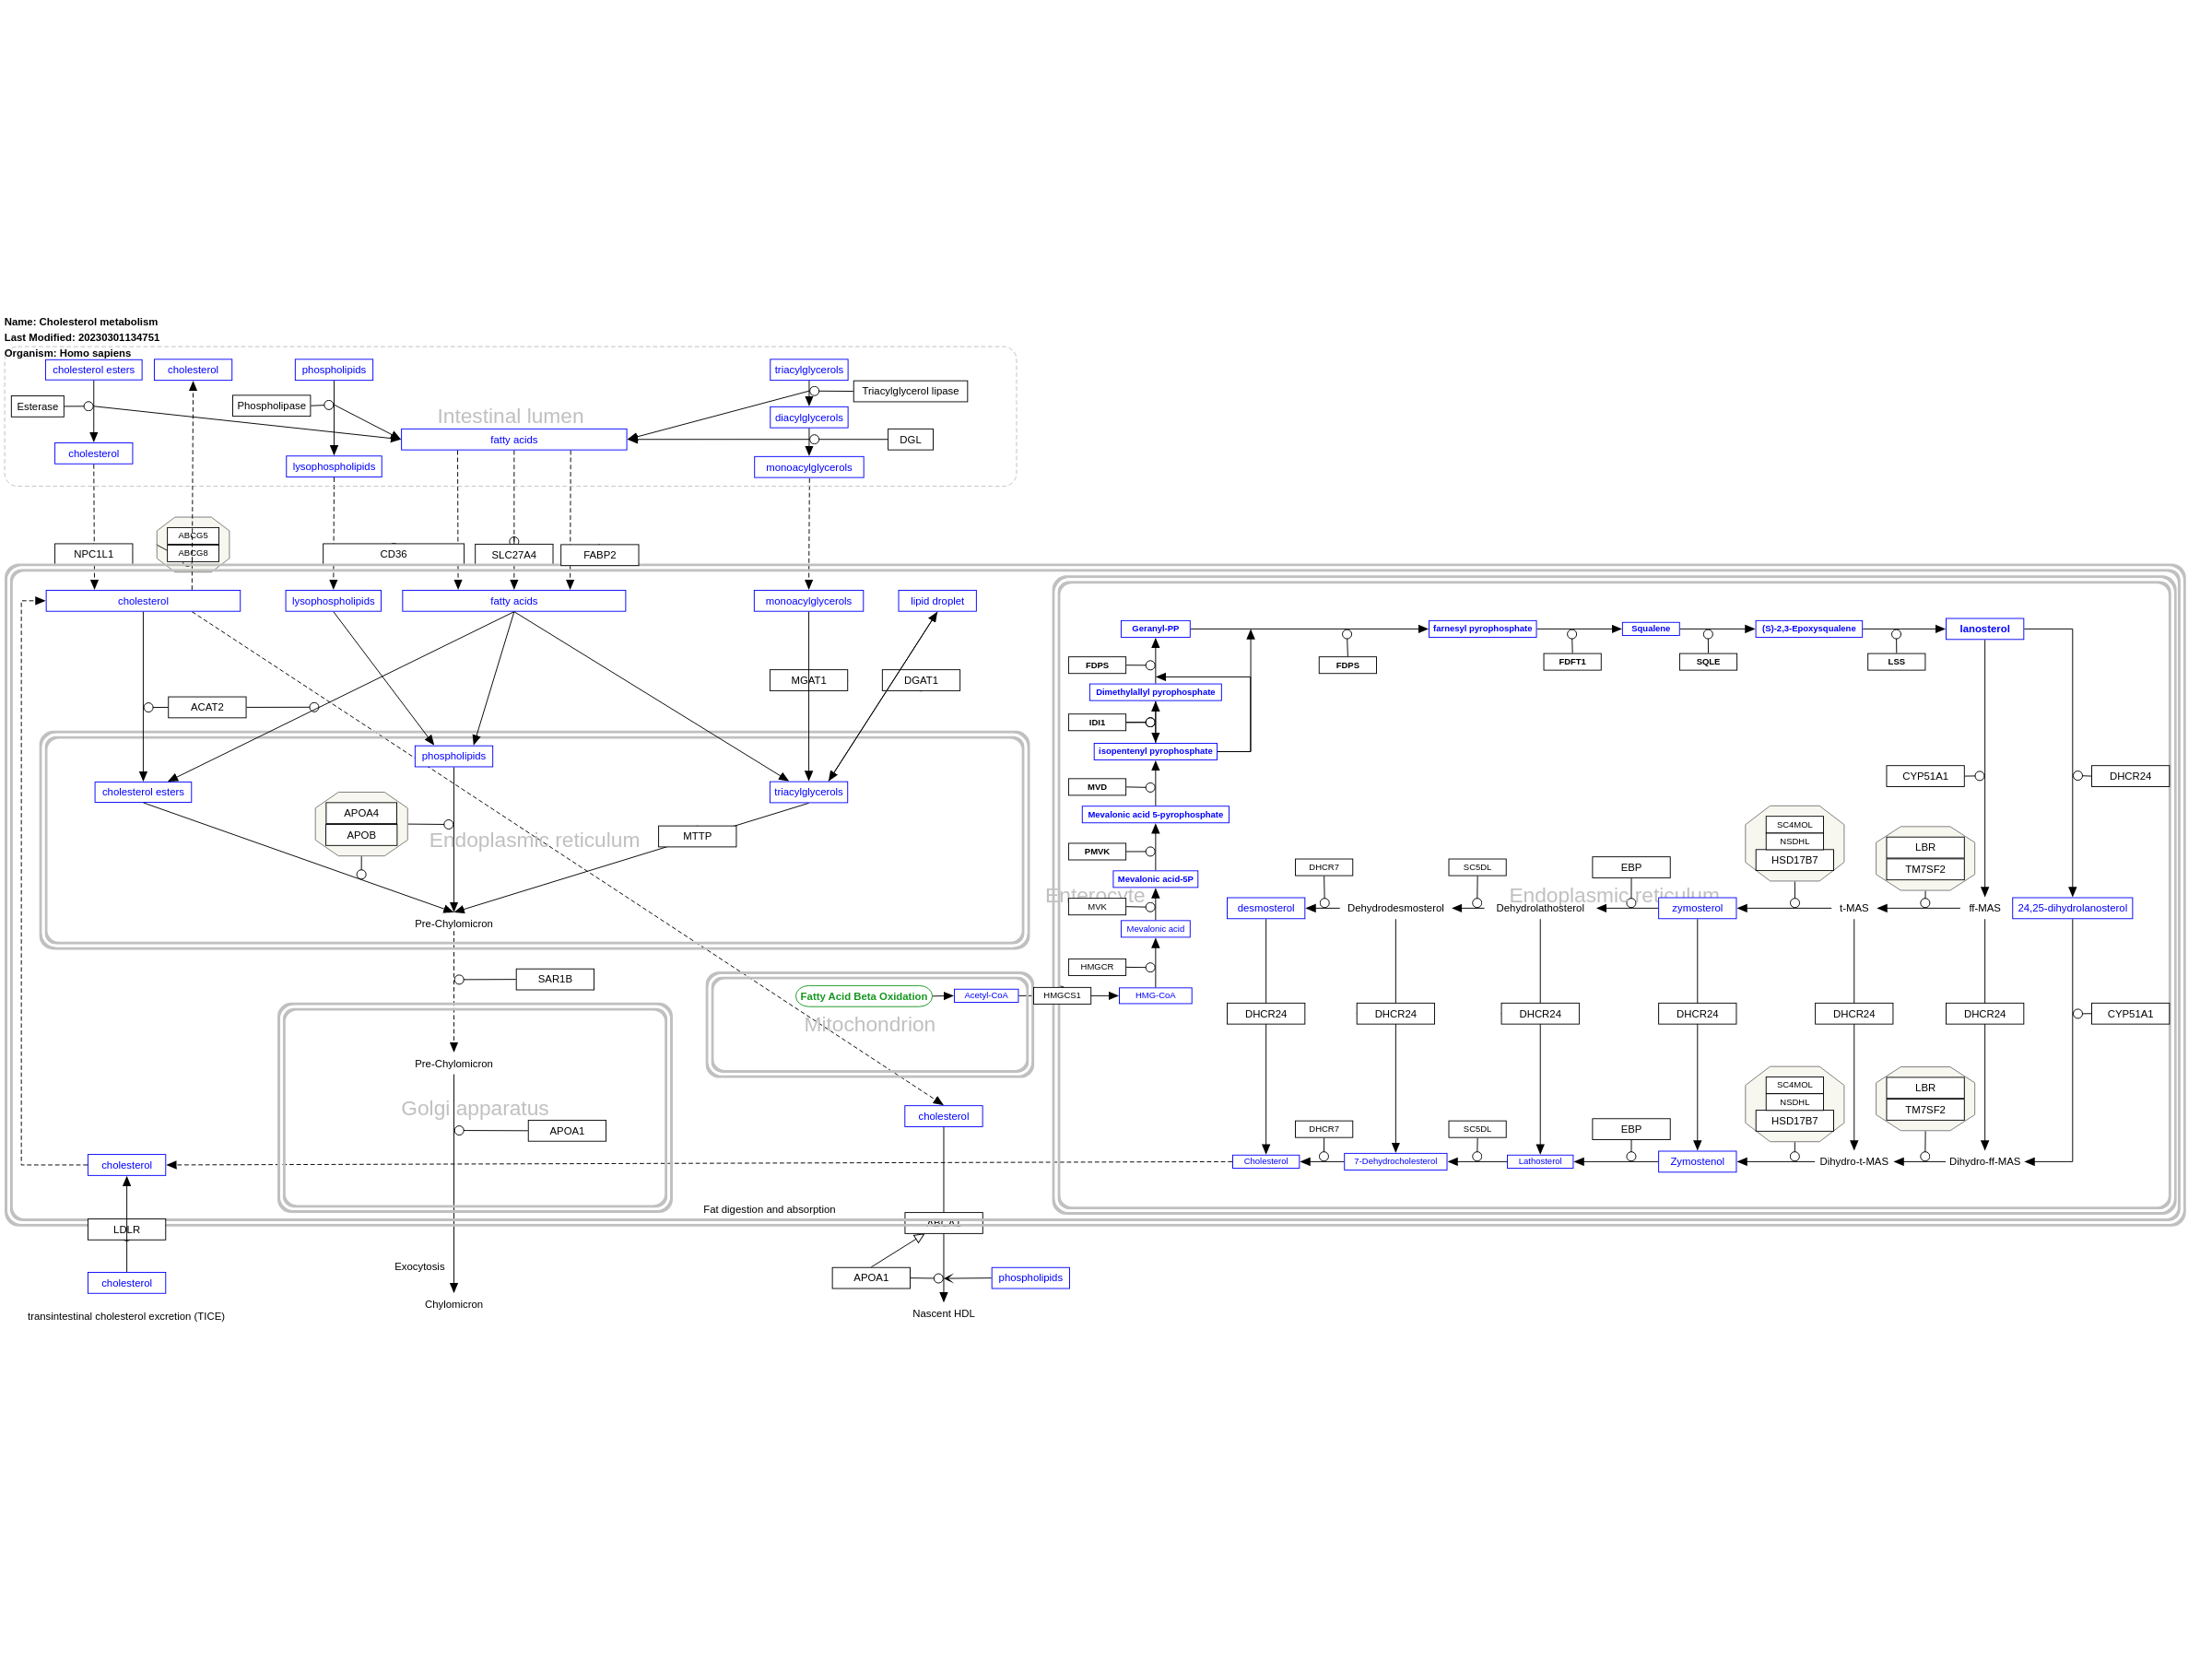 Name: Cholesterol metabolism
Last Modified: 20230301134751
Organism: Homo sapiens
cholesterol esters
cholesterol
phospholipids
triacylglycerols
Triacylglycerol lipase
Esterase
Phospholipase
Intestinal lumen
diacylglycerols
fatty acids
DGL
cholesterol
lysophospholipids
monoacylglycerols
ABCG5
ABCG8
NPC1L1
CD36
SLC27A4
FABP2
cholesterol
lysophospholipids
fatty acids
monoacylglycerols
lipid droplet
MGAT1
DGAT1
ACAT2
phospholipids
cholesterol esters
triacylglycerols
APOA4
APOB
Endoplasmic reticulum
MTTP
Pre-Chylomicron
SAR1B
Fatty Acid Beta Oxidation
Acetyl-CoA
HMGCS1
HMG-CoA
Mitochondrion
Pre-Chylomicron
Golgi apparatus
APOA1
cholesterol
cholesterol
Fat digestion and absorption
ABCA1
LDLR
Exocytosis
APOA1
phospholipids
cholesterol
Chylomicron
Nascent HDL
transintestinal cholesterol excretion (TICE)
Geranyl-PP
farnesyl pyrophosphate
Squalene
(S)-2,3-Epoxysqualene
lanosterol
FDPS
FDPS
FDFT1
SQLE
LSS
Dimethylallyl pyrophosphate
IDI1
isopentenyl pyrophosphate
MVD
CYP51A1
DHCR24
Mevalonic acid 5-pyrophosphate
PMVK
SC4MOL
NSDHL
HSD17B7
LBR
TM7SF2
DHCR7
SC5DL
EBP
Mevalonic acid-5P
Enterocyte
Endoplasmic reticulum
MVK
Mevalonic acid
desmosterol
Dehydrodesmosterol
Dehydrolathosterol
zymosterol
t-MAS
ff-MAS
24,25-dihydrolanosterol
HMGCR
DHCR24
DHCR24
DHCR24
DHCR24
DHCR24
DHCR24
CYP51A1
SC4MOL
NSDHL
HSD17B7
LBR
TM7SF2
DHCR7
SC5DL
EBP
Cholesterol
7-Dehydrocholesterol
Lathosterol
Zymostenol
Dihydro-t-MAS
Dihydro-ff-MAS